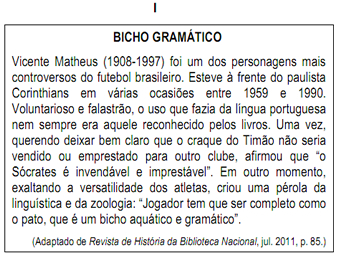 I
BICHO GRAMÁTICO
Vicente Matheus (1908-1997) foi um dos personagens mais
controversos do futebol brasileiro. Esteve à frente do paulista
Corinthians em várias ocasiões entre 1959 e 1990.
Voluntarioso e falastrão, o uso que fazia da língua portuguesa
nem sempre era aquele reconhecido pelos livros. Uma vez,
querendo deixar bem claro que o craque do Timão não seria
vendido ou emprestado para outro clube, afirmou que “o
Sócrates é invendável e imprestável”. Em outro momento,
exaltando a versatilidade dos atletas, criou uma pérola da
linguística e da zoologia: “Jogador tem que ser completo como
o pato, que é um bicho aquático e gramático”.
(Adaptado de Revista de História da Biblioteca Nacional, jul. 2011, p. 85.)